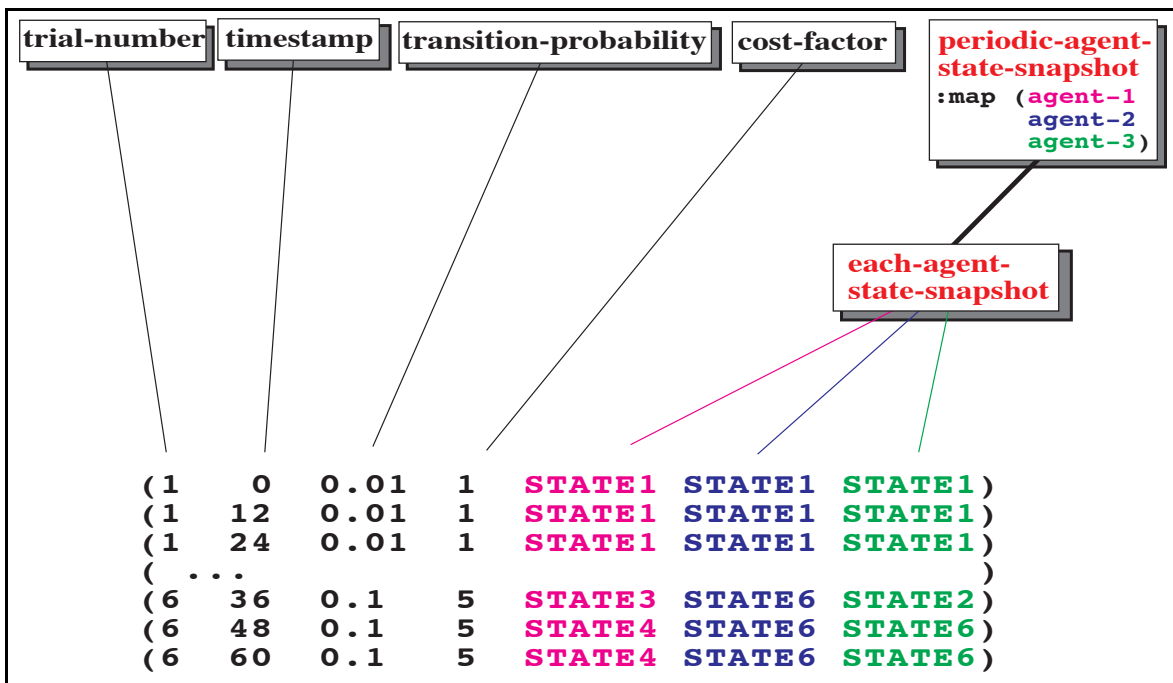 trial-number
timestamp
transition-probability
cost-factor
periodic-agent-
state-snapshot
:map (agent-1
agent-2
agent-3)
each-agent-
state-snapshot
(1 0 0.01 1 STATE1 STATE1 STATE1)
(1 12 0.01 1 STATE1 STATE1 STATE1)
(1 24 0.01 1 STATE1 STATE1 STATE1)
( ... )
(6 36 0.1 5 STATE3 STATE6 STATE2)
(6 48 0.1 5 STATE4 STATE6 STATE6)
(6 60 0.1 5 STATE4 STATE6 STATE6)